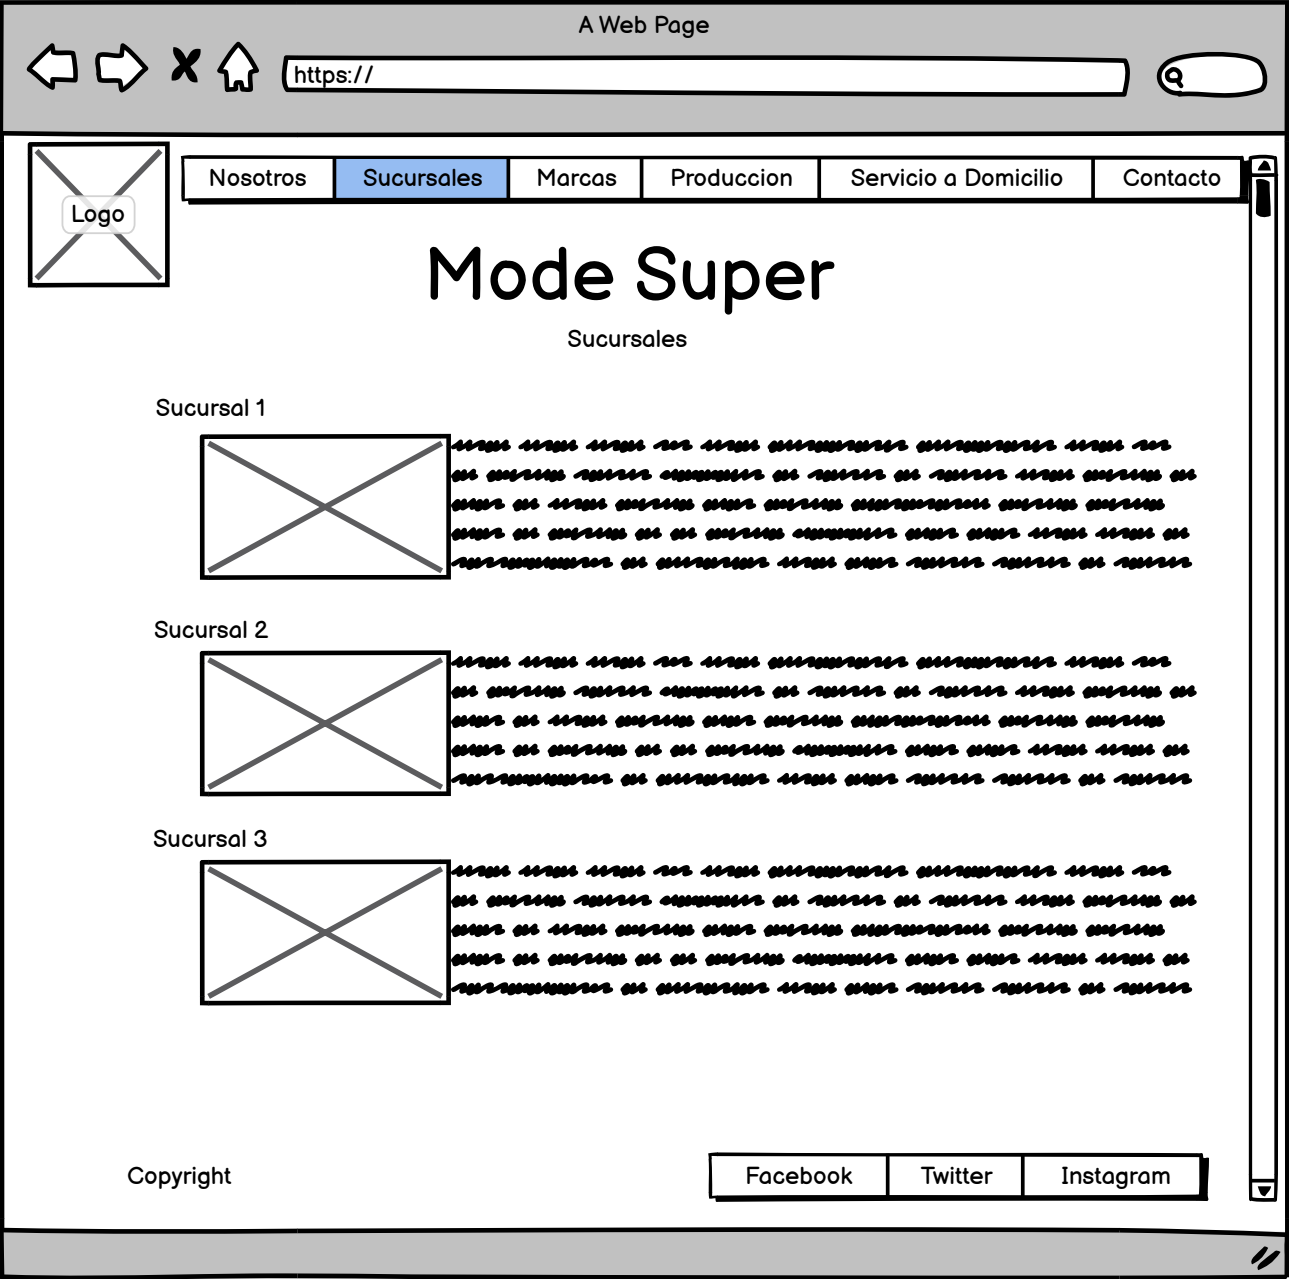 A Web Page
https://
Logo
Nosotros Sucursales Marcas Produccion Servicio a Domicilio Contacto
Mode Super
Sucursales
Sucursal 1
Sucursal 2
Sucursal 3
Copyright
Facebook Twitter Instagram